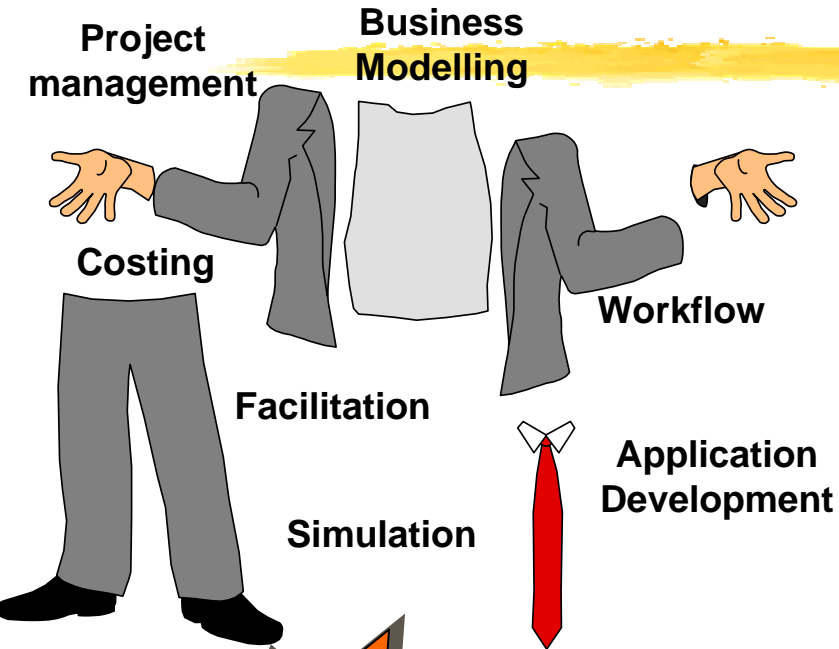 Project
management
Business
Modelling
Costing
Workflow
Facilitation
Application
Development
Simulation